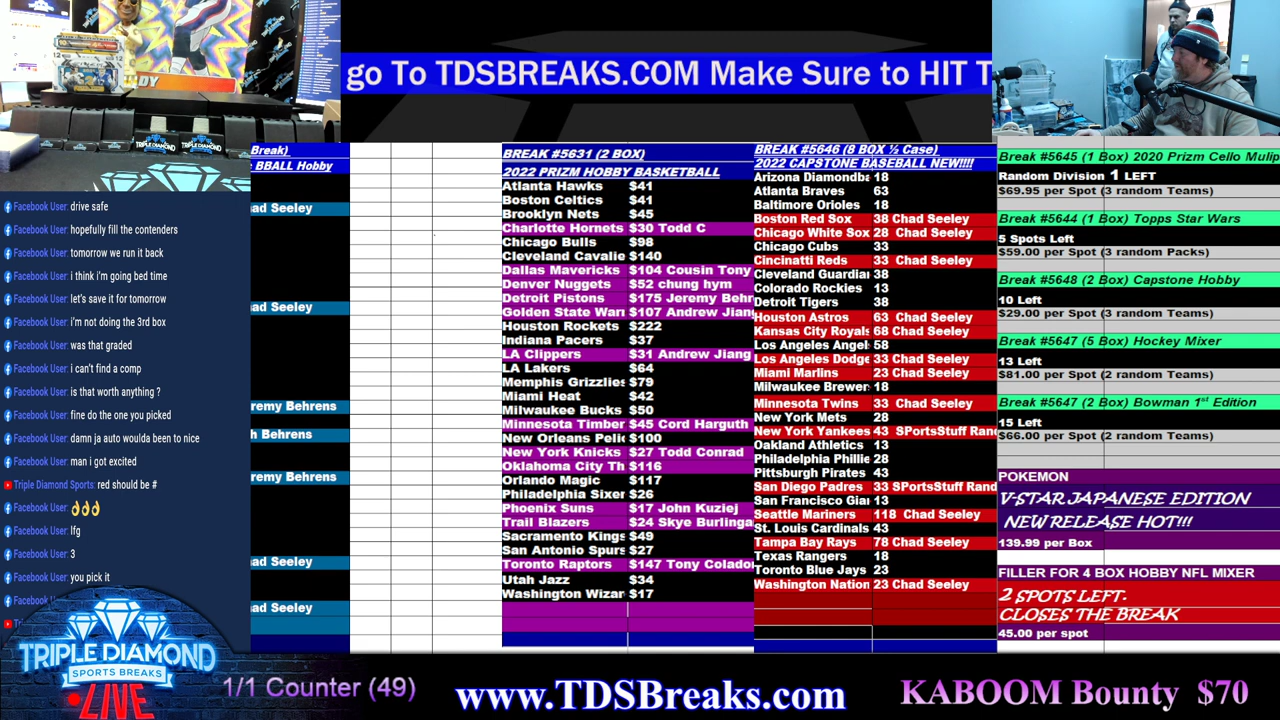 DY
go To TDSBREAKS.COM Make Sure to HIT T
Facebook User: drive safe
Facebook User: hopefully fill the contenders
Facebook User: tomorrow we run it back
Facebook User: i think i'm going bed time
Facebook User: let's save it for tomorrow
Facebook User: i'm not doing the 3rd box
Facebook User: was that graded
Facebook User: i can't find a comp
Facebook User: is that worth anything ?
Facebook User: fine do the one you picked
Facebook User: damn ja auto woulda been to nice
Facebook User: man i got excited
Triple Diamond Sports: red should be #
Facebook User: 👌👌👌
Facebook User: lfg
Facebook User: 3
Facebook User: you pick it
Facebook U
Tr
Break)
BBALL Hobby
had Seeley
had Seeley
eremy Behrens
h Behrens
eremy Behrens
had Seeley
had Seeley
BREAK #5631 (2 BOX)
2022 PRIZM HOBBY BASKETBALL
Atlanta Hawks $41
Boston Celtics $41
Brooklyn Nets $45
Charlotte Hornets $30 Todd C
Chicago Bulls $98
Cleveland Cavalie $140
Dallas Mavericks $104 Cousin Tony
Denver Nuggets $52 chung hym
Detroit Pistons $175 Jeremy Behr
Golden State Warr $107 Andrew Jiang
Houston Rockets $222
Indiana Pacers $37
LA Clippers $31 Andrew Jiang
LA Lakers $64
Memphis Grizzlies $79
Miami Heat $42
Milwaukee Bucks $50
Minnesota Timber $45 Cord Harguth
New Orleans Pelic $100
New York Knicks $27 Todd Conrad
Oklahoma City Th $116
Orlando Magic $117
Philadelphia Sixer $26
Phoenix Suns $17 John Kuziej
Trail Blazers $24 Skye Burlinga
Sacramento Kings $49
San Antonio Spurs $27
Toronto Raptors $147 Tony Colado
Utah Jazz $34
Washington Wizar $17
BREAK #5646 (8 BOX ½ Case)
2022 CAPSTONE BASEBALL NEW!!!!
Arizona Diamondba 18
Atlanta Braves 63
Baltimore Orioles 18
Boston Red Sox 38 Chad Seeley
Chicago White Sox 28 Chad Seeley
Chicago Cubs 33
Cincinatti Reds 33 Chad Seeley
Cleveland Guardian 38
Colorado Rockies 13
Detroit Tigers 38
Houston Astros 63 Chad Seeley
Kansas City Royals 68 Chad Seeley
Los Angeles Angel 58
Los Angeles Dodge 33 Chad Seeley
Miami Marlins 23 Chad Seeley
Milwaukee Brewer 18
Minnesota Twins 33 Chad Seeley
New York Mets 28
New York Yankees 43 SPortsStuff Rand
Oakland Athletics 13
Philadelphia Phillie 28
Pittsburgh Pirates 43
San Diego Padres 33 SPortsStuff Rand
San Francisco Gian 13
Seattle Mariners 118 Chad Seeley
St. Louis Cardinals 43
Tampa Bay Rays 78 Chad Seeley
Texas Rangers 18
Toronto Blue Jays 23
Washington Nation 23 Chad Seeley
Break #5645 (1 Box) 2020 Prizm Cello Mulip
Random Division 1 LEFT
$69.95 per Spot (3 random Teams)
Break #5644 (1 Box) Topps Star Wars
5 Spots Left
$59.00 per Spot (3 random Packs)
Break #5648 (2 Box) Capstone Hobby
10 Left
$29.00 per Spot (3 random Teams)
Break #5647 (5 Box) Hockey Mixer
13 Left
$81.00 per Spot (2 random Teams)
Break #5647 (2 Box) Bowman 1st Edition
15 Left
$66.00 per Spot (2 random Teams)
POKEMON
V-STAR JAPANESE EDITION
NEW RELEASE HOT!!!
139.99 per Box
FILLER FOR 4 BOX HOBBY NFL MIXER
2 SPOTS LEFT.
CLOSES THE BREAK
45.00 per spot
TRIPLE DIAMOND
SPORTS BREAKS
LIVE
1/1 Counter (49)
www.TDSBreaks.com
KABOOM Bounty $70